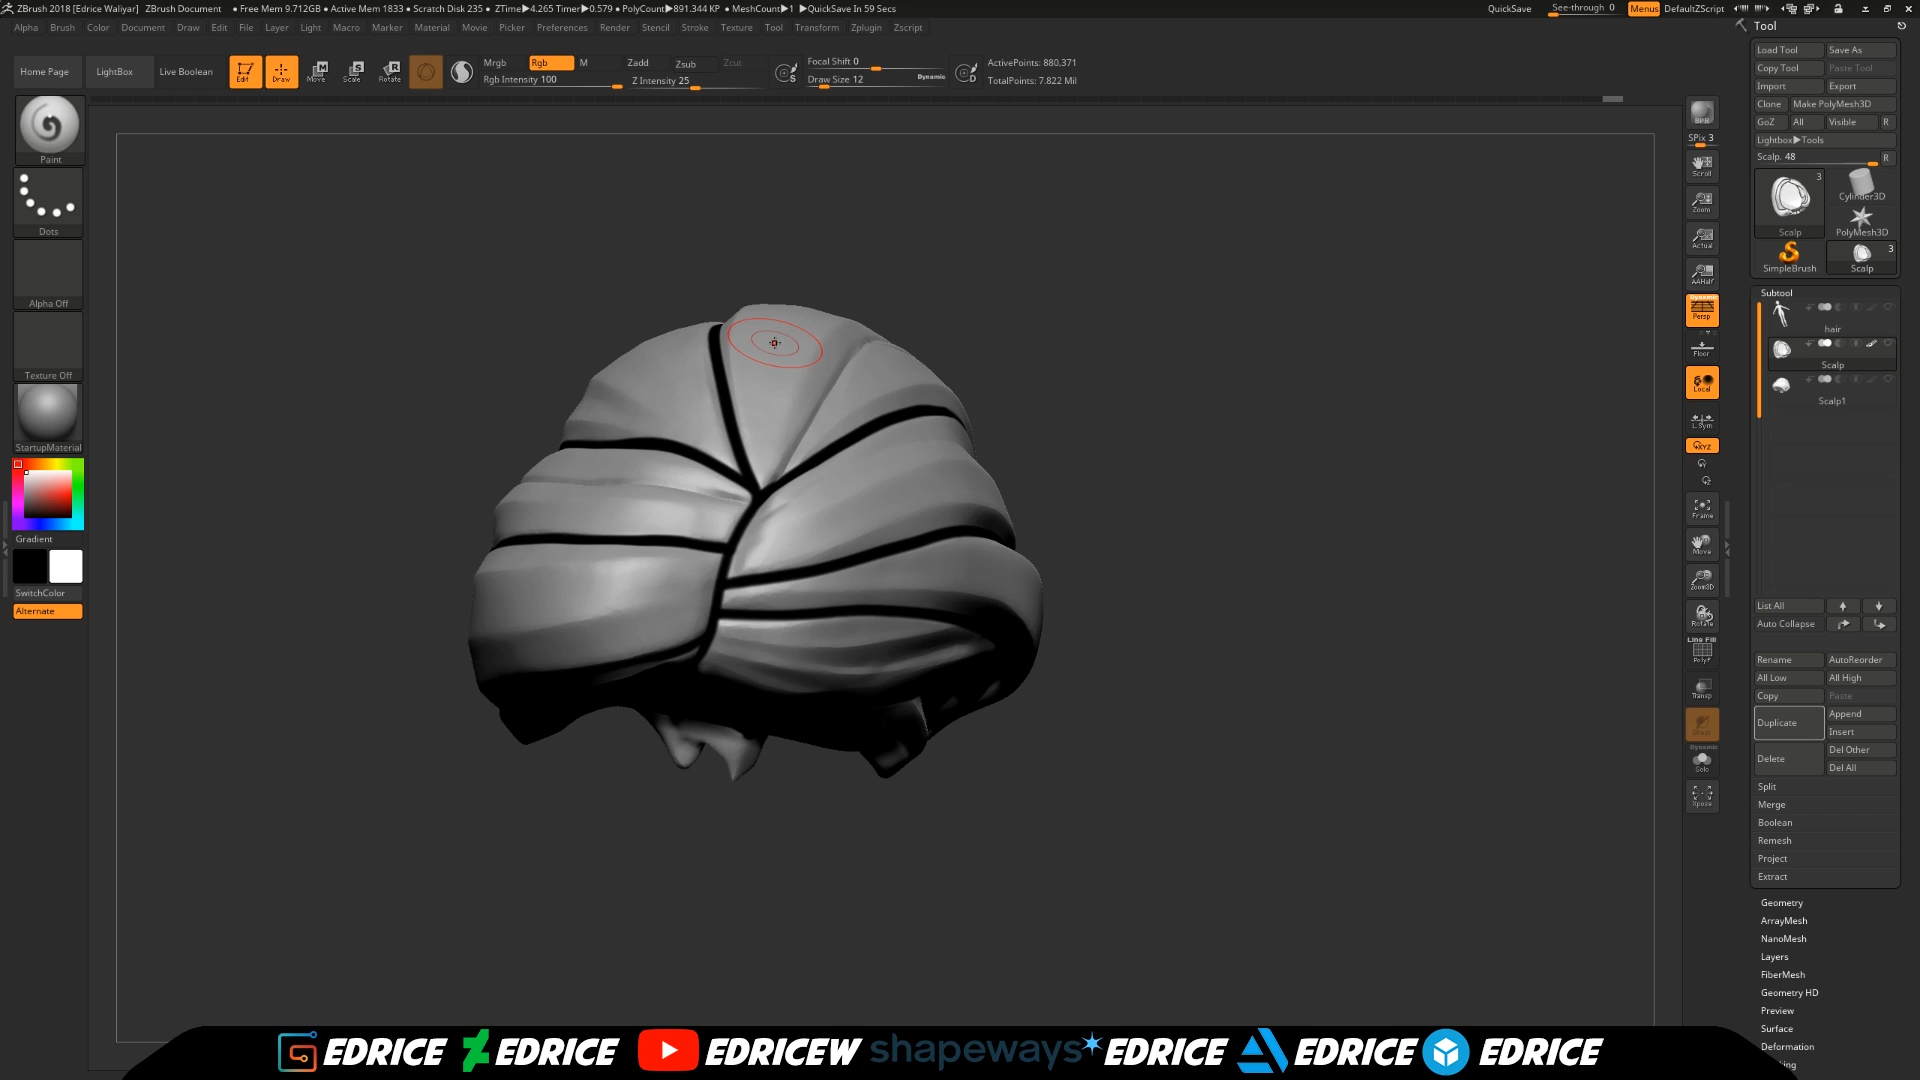 ZBrush 2018 [Edrice Waliyar] ZBrush Document • Free Mem 9.712GB • Active Mem 1833 • Scratch Disk 235 • ZTime▶4.265 Timer▶0.579 • PolyCount▶891.344 KP • MeshCount▶1 ▶QuickSave In 59 Secs QuickSave See-through 0 Menus DefaultZScript
Alpha Brush Color Document Draw Edit File Layer Light Macro Marker Material Movie Picker Preferences Render Stencil Stroke Texture Tool Transform Zplugin Zscript
Home Page LightBox Live Boolean Edit Draw Move Scale Rotate
Mrgb Rgb M Zadd Zsub Zcut
Rgb Intensity 100 Z Intensity 25
Focal Shift 0
Draw Size 12 Dynamic
ActivePoints: 880,371
TotalPoints: 7.822 Mil
Paint
Dots
Alpha Off
Texture Off
StartupMaterial
Gradient
SwitchColor
Alternate
BPR
SPix 3
Scroll
Zoom
Actual
AAHalf
Dynamic
Persp
Floor
Local
L.Sym
XYZ
Frame
Move
Zoom3D
Rotate
Line Fill
PolyF
Transp
Ghost
Dynamic
Solo
Xpose
Tool
Load Tool Save As
Copy Tool Paste Tool
Import Export
Clone Make PolyMesh3D
GoZ All Visible R
Lightbox▶Tools
Scalp. 48 R
3
Cylinder3D
Scalp PolyMesh3D
3
SimpleBrush Scalp
Subtool
hair
Scalp
Scalp1
List All
Auto Collapse
Rename AutoReorder
All Low All High
Copy Paste
Duplicate Append
Insert
Delete Del Other
Del All
Split
Merge
Boolean
Remesh
Project
Extract
Geometry
ArrayMesh
NanoMesh
Layers
FiberMesh
Geometry HD
Preview
Surface
Deformation
EDRICE EDRICE EDRICEW shapeways EDRICE EDRICE EDRICE